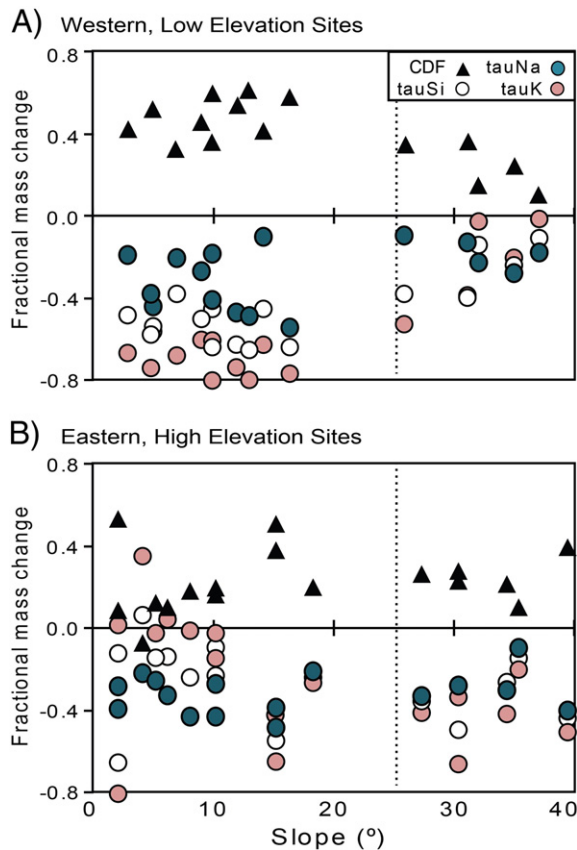 A) Western, Low Elevation Sites
0.8
CDF tauNa
tauSi tauK
0.4
0.0
-0.4
-0.8
Fractional mass change
B) Eastern, High Elevation Sites
0.8
0.4
0.0
-0.4
-0.8
Fractional mass change
0 10 20 30 40
Slope (º)